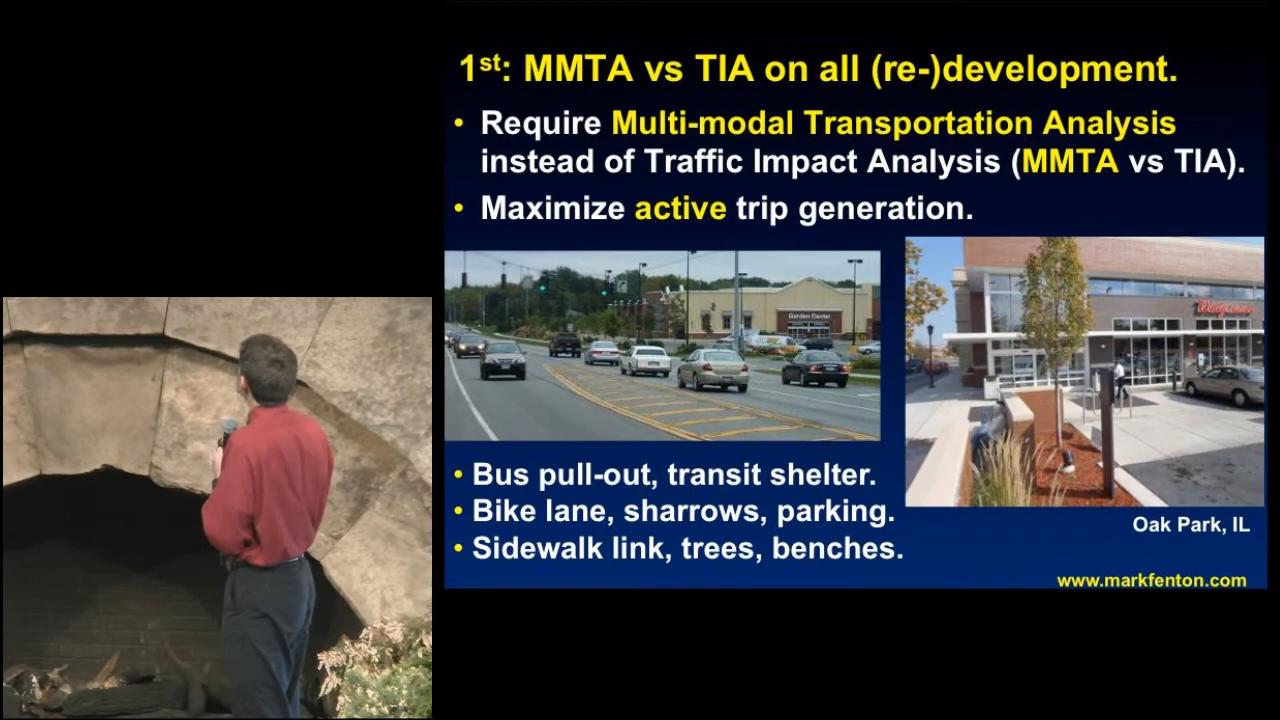 1st: MMTA vs TIA on all (re-)development.
• Require Multi-modal Transportation Analysis
instead of Traffic Impact Analysis (MMTA vs TIA).
• Maximize active trip generation.
Garden Center
Walgreens
• Bus pull-out, transit shelter.
• Bike lane, sharrows, parking.
• Sidewalk link, trees, benches.
Oak Park, IL
www.markfenton.com